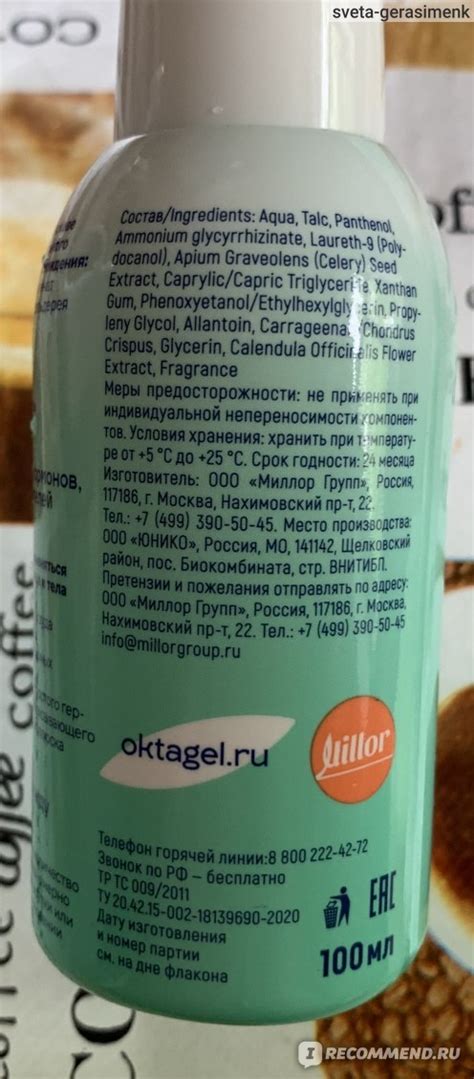 sveta-gerasimenk
Состав/Ingredients: Aqua, Talc, Panthenol,
Ammonium glycyrrhizinate, Laureth-9 (Poly-
docanol), Apium Graveolens (Celery) Seed
Extract, Caprylic/Capric Triglyceride, Xanthan
Gum, Phenoxyetanol/Ethylhexylglycerin, Propy-
leny Glycol, Allantoin, Carrageenan/Chondrus
Crispus, Glycerin, Calendula Officinalis Flower
Extract, Fragrance
Меры предосторожности: не применять при
индивидуальной непереносимости компонен-
тов. Условия хранения: хранить при температу-
ре от +5 °C до +25 °C. Срок годности: 24 месяца
Изготовитель: ООО «Миллор Групп», Россия,
117186, г. Москва, Нахимовский пр-т, 22.
Тел.: +7 (499) 390-50-45. Место производства:
ООО «ЮНИКО», Россия, МО, 141142, Щелковский
район, пос. Биокомбината, стр. ВНИТИБП.
Претензии и пожелания отправлять по адресу:
ООО «Миллор Групп», Россия, 117186, г. Москва,
Нахимовский пр-т, 22. Тел.: +7 (499) 390-50-45
info@millorgroup.ru
oktagel.ru
Millor
Телефон горячей линии:8 800 222-42-72
Звонок по РФ – бесплатно
ТР ТС 009/2011
ТУ 20.42.15-002-18139690-2020
Дату изготовления
и номер партии
см. на дне флакона
EAC
100 мл
coffee
coffee
I RECOMMEND.RU